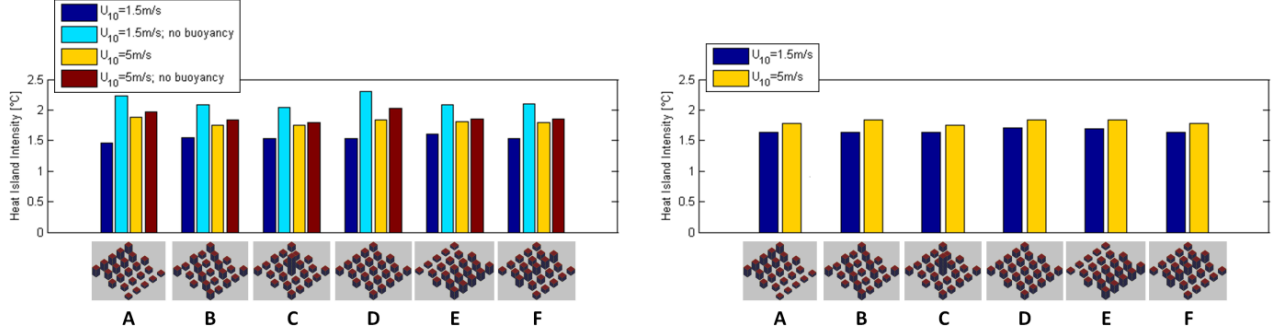 U10=1.5m/s
U10=1.5m/s; no buoyancy
U10=5m/s
U10=5m/s; no buoyancy
Heat Island Intensity [°C]
2.5
2
1.5
1
0.5
0
A B C D E F
U10=1.5m/s
U10=5m/s
Heat Island Intensity [°C]
2.5
2
1.5
1
0.5
0
A B C D E F